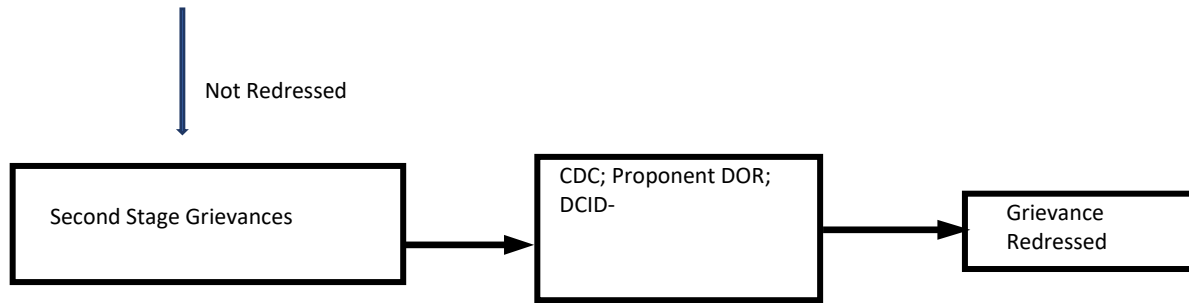 Not Redressed
Second Stage Grievances
CDC; Proponent DOR;
DCID-
Grievance
Redressed